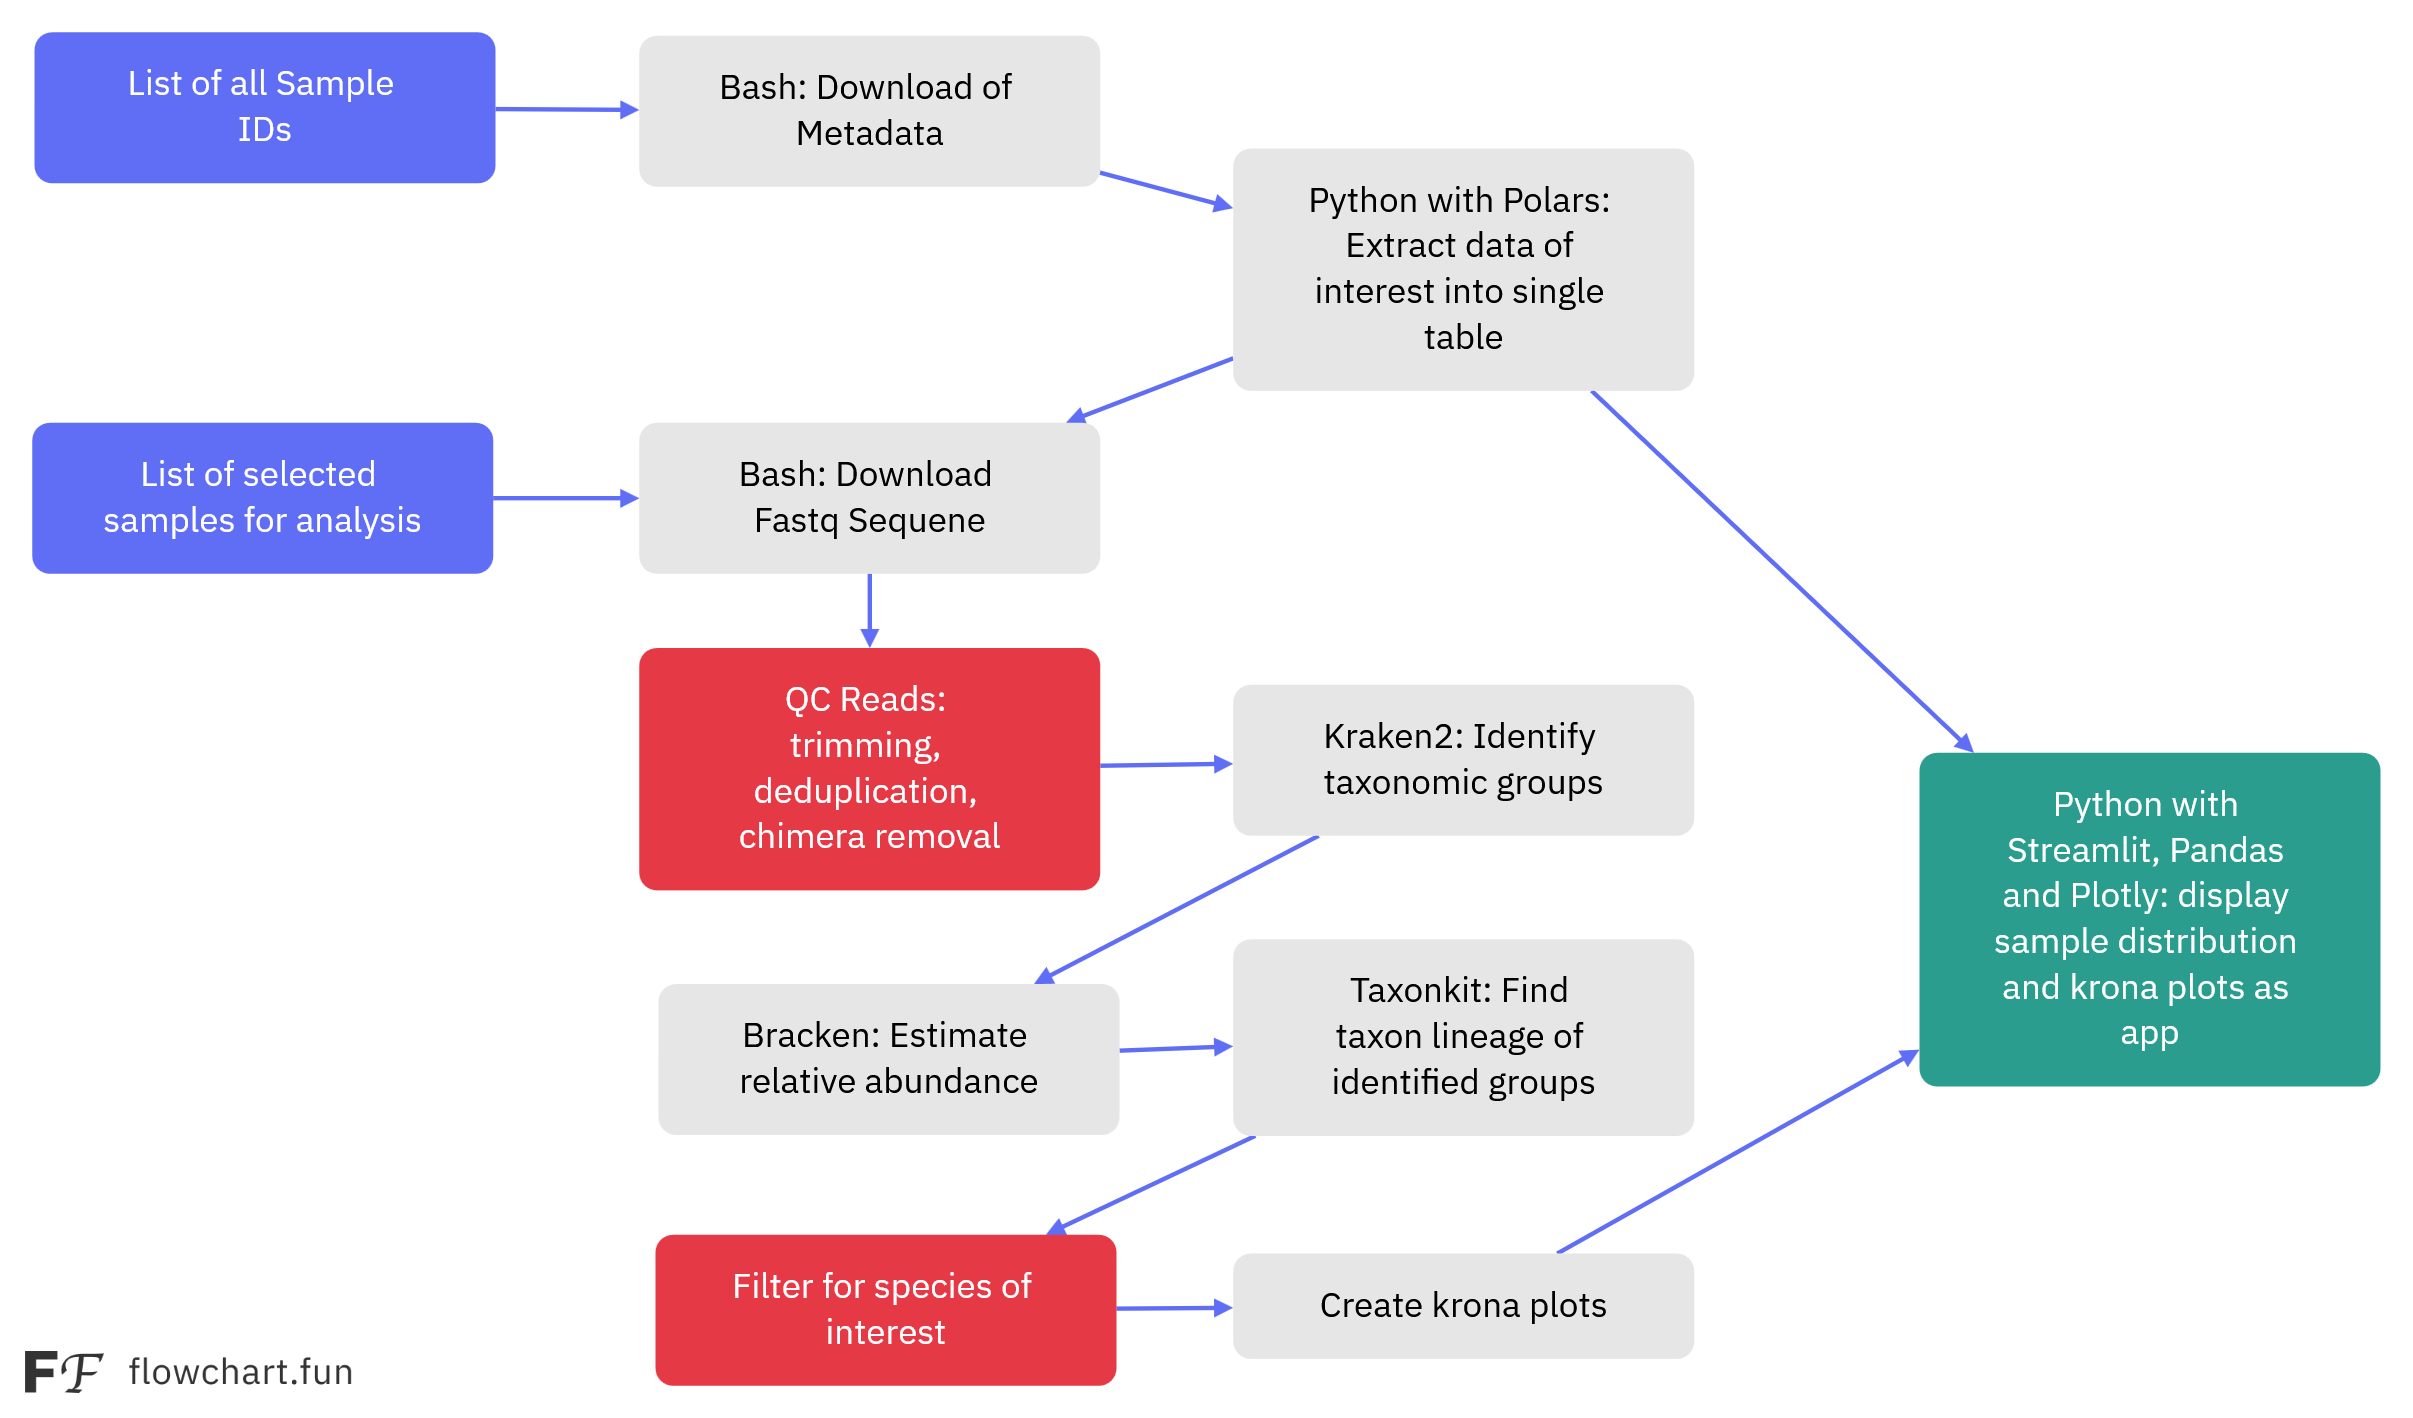 List of all Sample
IDs
Bash: Download of
Metadata
Python with Polars:
Extract data of
interest into single
table
List of selected
samples for analysis
Bash: Download
Fastq Sequene
QC Reads:
trimming,
deduplication,
chimera removal
Kraken2: Identify
taxonomic groups
Python with
Streamlit, Pandas
and Plotly: display
sample distribution
and krona plots as
app
Bracken: Estimate
relative abundance
Taxonkit: Find
taxon lineage of
identified groups
Filter for species of
interest
Create krona plots
FF flowchart.fun